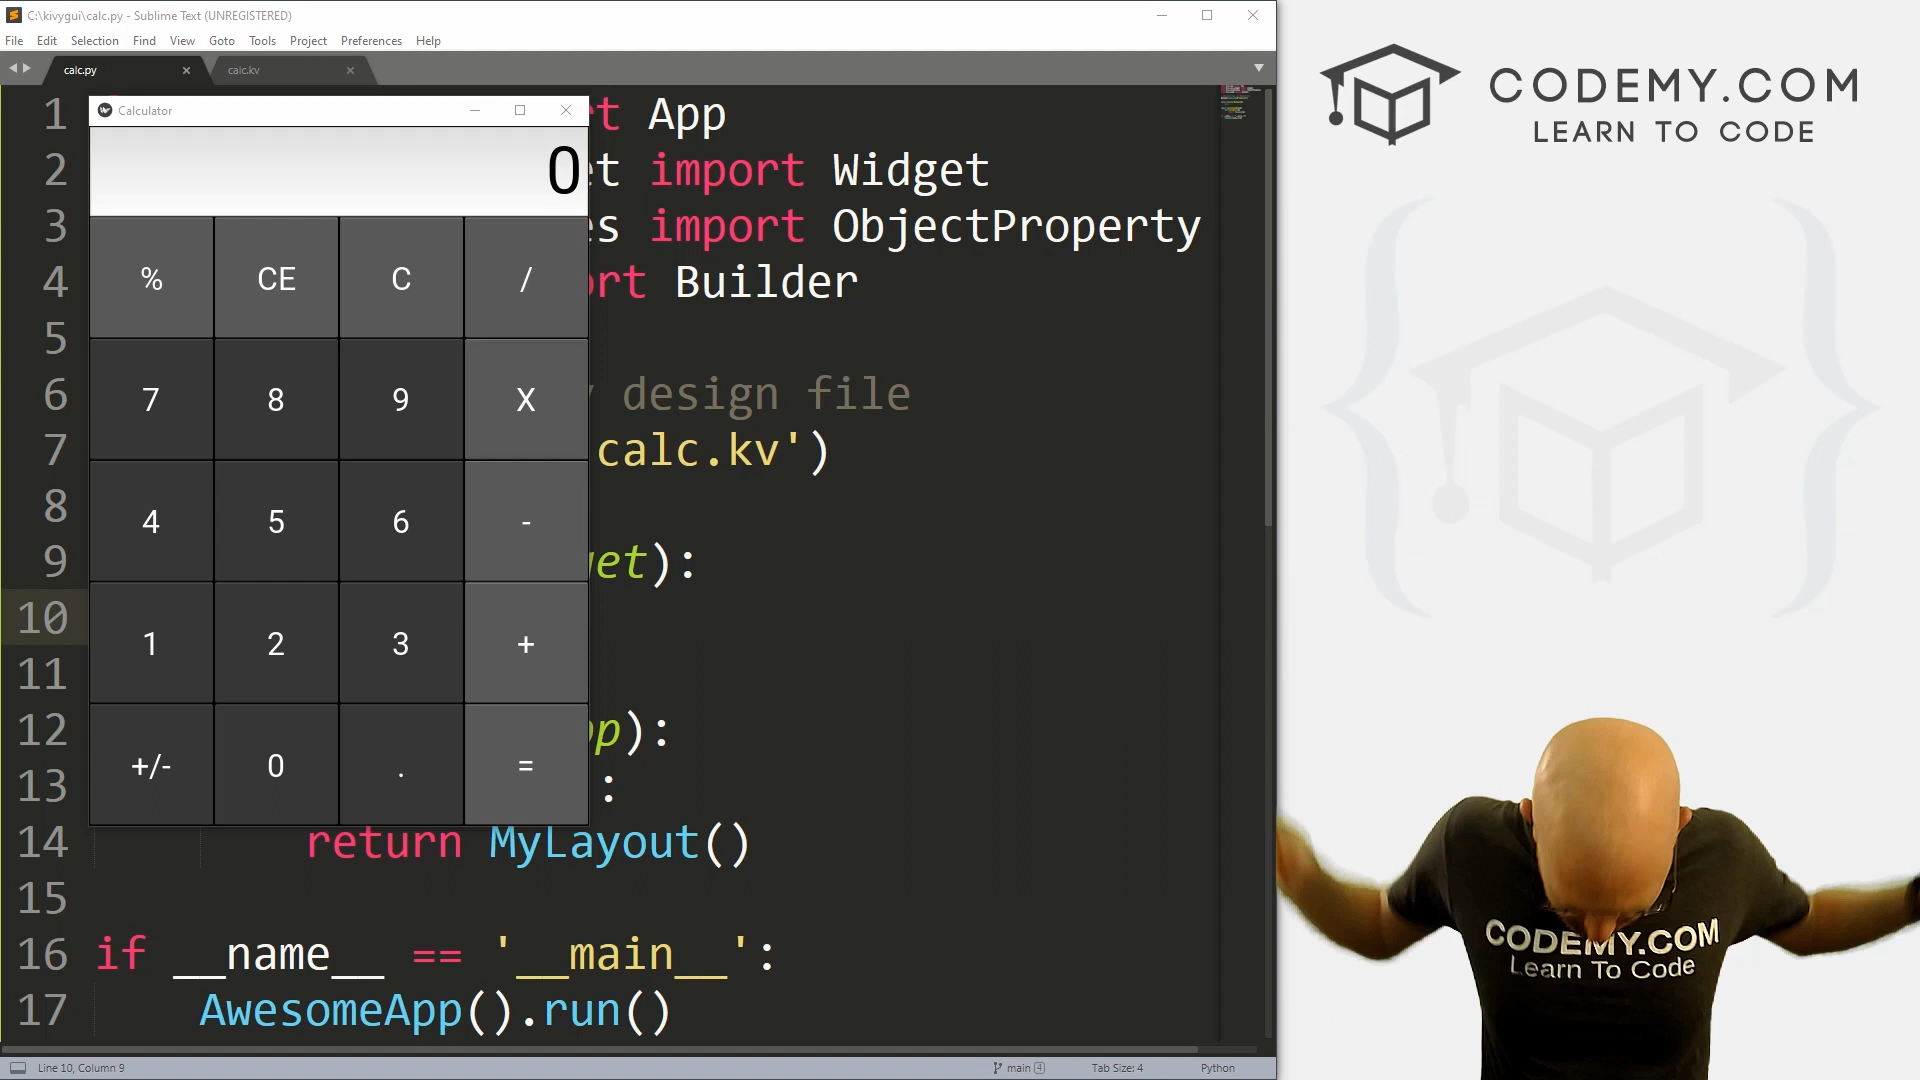 C:\kivygui\calc.py - Sublime Text (UNREGISTERED)
File Edit Selection Find View Goto Tools Project Preferences Help
calc.py
calc.kv
Calculator
0
% CE C /
7 8 9 X
4 5 6 -
1 2 3 +
+/- 0 . =
1 App
2 et import Widget
3 es import ObjectProperty
4 rt Builder
5
6 design file
7 calc.kv')
8
9 et):
10
11
12 p):
13 :
14 return MyLayout()
15
16 if __name__ == '__main__':
17 AwesomeApp().run()
Line 10, Column 9
main 4
Tab Size: 4
Python
CODEMY.COM
LEARN TO CODE
CODEMY.COM
Learn To Code